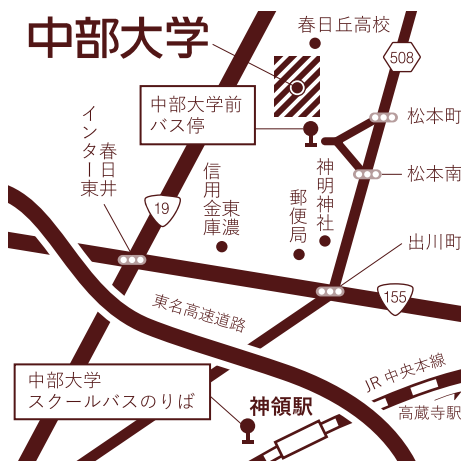 中部大学
春日丘高校
508
中部大学前
バス停
松本町
松本南
春日井
インター東
19
信用金庫
東濃
郵便局
神明神社
出川町
155
東名高速道路
中部大学
スクールバスのりば
神領駅
JR 中央本線
高蔵寺駅